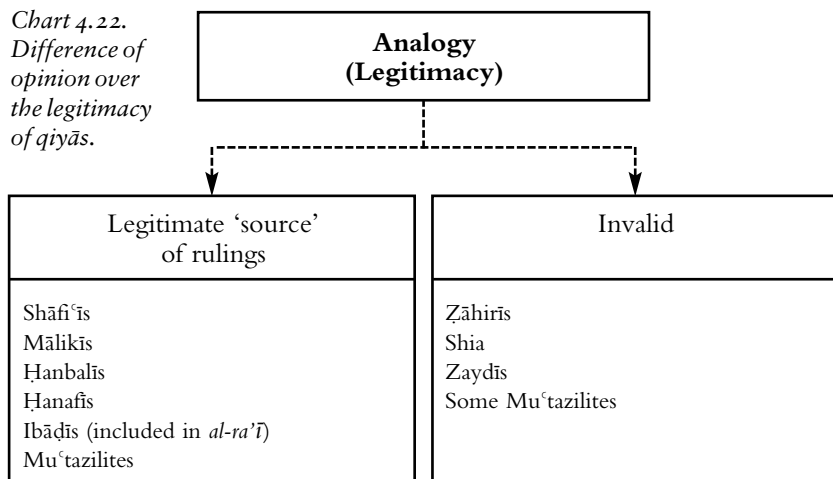 Chart 4.22.
Difference of
opinion over
the legitimacy
of qiyās.
Analogy
(Legitimacy)
Legitimate ‘source’
of rulings
Shāfiʿīs
Mālikīs
Ḥanbalīs
Ḥanafīs
Ibāḍīs (included in al-ra’ī)
Muʿtazilites
Invalid
Ẓāhirīs
Shia
Zaydīs
Some Muʿtazilites